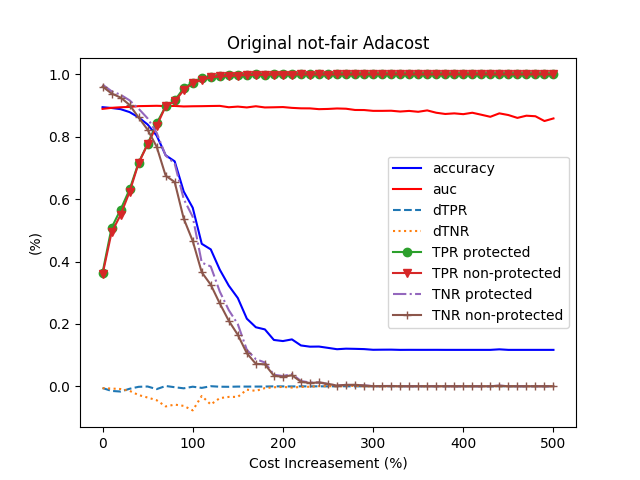 Original not-fair Adacost
1.0
0.8
0.6
0.4
0.2
0.0
(%)
accuracy
auc
dTPR
dTNR
TPR protected
TPR non-protected
TNR protected
TNR non-protected
0 100 200 300 400 500
Cost Increasement (%)